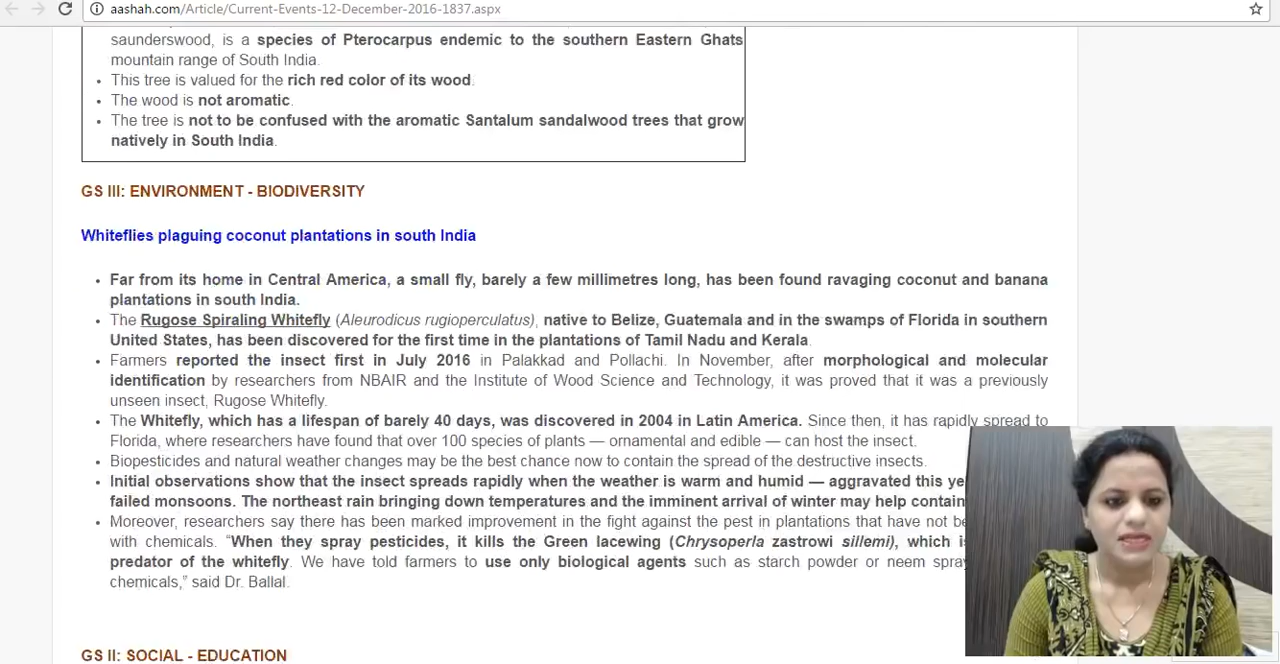 aashah.com/Article/Current-Events-12-December-2016-1837.aspx
saunderswood, is a species of Pterocarpus endemic to the southern Eastern Ghats
mountain range of South India.
• This tree is valued for the rich red color of its wood.
• The wood is not aromatic.
• The tree is not to be confused with the aromatic Santalum sandalwood trees that grow
natively in South India.
GS III: ENVIRONMENT - BIODIVERSITY
Whiteflies plaguing coconut plantations in south India
• Far from its home in Central America, a small fly, barely a few millimetres long, has been found ravaging coconut and banana
plantations in south India.
• The Rugose Spiraling Whitefly (Aleurodicus rugioperculatus), native to Belize, Guatemala and in the swamps of Florida in southern
United States, has been discovered for the first time in the plantations of Tamil Nadu and Kerala.
• Farmers reported the insect first in July 2016 in Palakkad and Pollachi. In November, after morphological and molecular
identification by researchers from NBAIR and the Institute of Wood Science and Technology, it was proved that it was a previously
unseen insect, Rugose Whitefly.
• The Whitefly, which has a lifespan of barely 40 days, was discovered in 2004 in Latin America. Since then, it has rapidly spread to
Florida, where researchers have found that over 100 species of plants — ornamental and edible — can host the insect.
• Biopesticides and natural weather changes may be the best chance now to contain the spread of the destructive insects.
• Initial observations show that the insect spreads rapidly when the weather is warm and humid — aggravated this
failed monsoons. The northeast rain bringing down temperatures and the imminent arrival of winter may help contain
• Moreover, researchers say there has been marked improvement in the fight against the pest in plantations that have not
with chemicals. “When they spray pesticides, it kills the Green lacewing (Chrysoperla zastrowi sillemi), which
predator of the whitefly. We have told farmers to use only biological agents such as starch powder or neem
chemicals,” said Dr. Ballal.
GS II: SOCIAL - EDUCATION